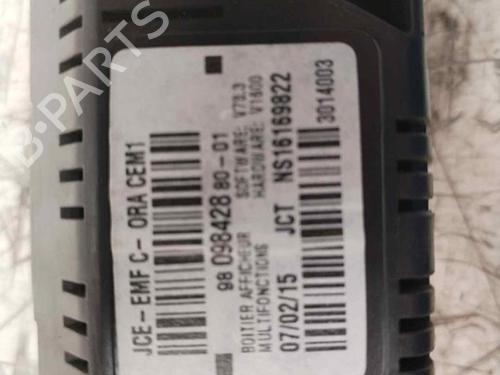 JCE-EMF C- ORA CEM1
98 098428 80-01
BOITIER AFFICHEUR
MULTIFONCTIONS
SOFTWARE: V78.3
HARDWARE: V1600
07/02/15 JCT NS16169822
3014003
B-PARTS